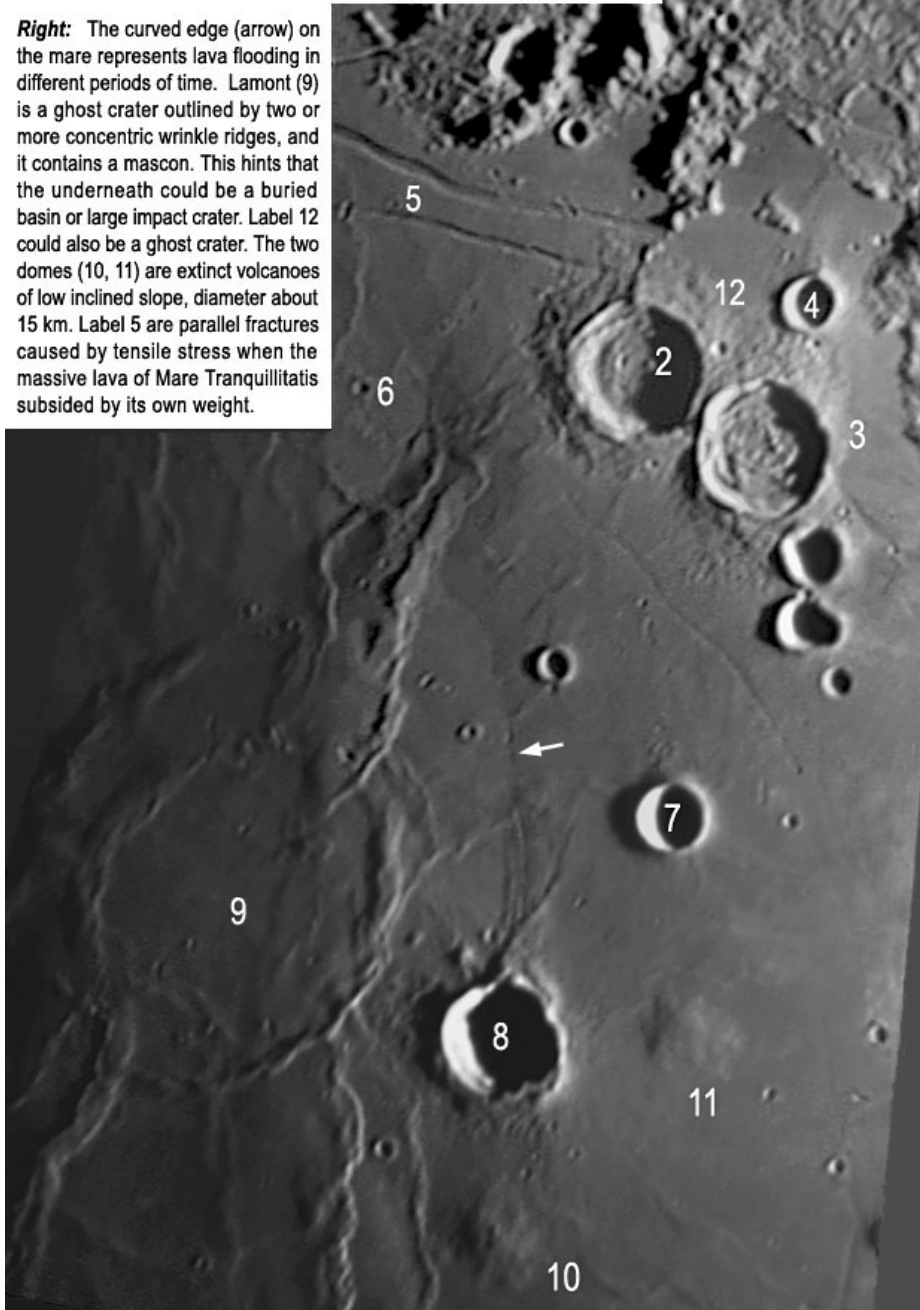 Right: The curved edge (arrow) on
the mare represents lava flooding in
different periods of time. Lamont (9)
is a ghost crater outlined by two or
more concentric wrinkle ridges, and
it contains a mascon. This hints that
the underneath could be a buried
basin or large impact crater. Label 12
could also be a ghost crater. The two
domes (10, 11) are extinct volcanoes
of low inclined slope, diameter about
15 km. Label 5 are parallel fractures
caused by tensile stress when the
massive lava of Mare Tranquillitatis
subsided by its own weight.
5
12
4
2
6
3
7
9
8
11
10